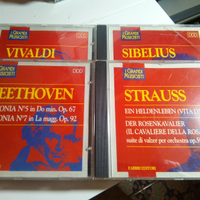 GRANDI MUSICISTI
VIVALDI
GRANDI MUSICISTI
SIBELIUS
GRANDI MUSICISTI
BEETHOVEN
SINFONIA N°5 in Do min. Op. 67
SINFONIA N°7 in La magg. Op. 92
GRANDI MUSICISTI
STRAUSS
EIN HELDENLEBEN (VITA D'
DER ROSENKAVALIER
(IL CAVALIERE DELLA ROSA
suite di valzer per orchestra op.59